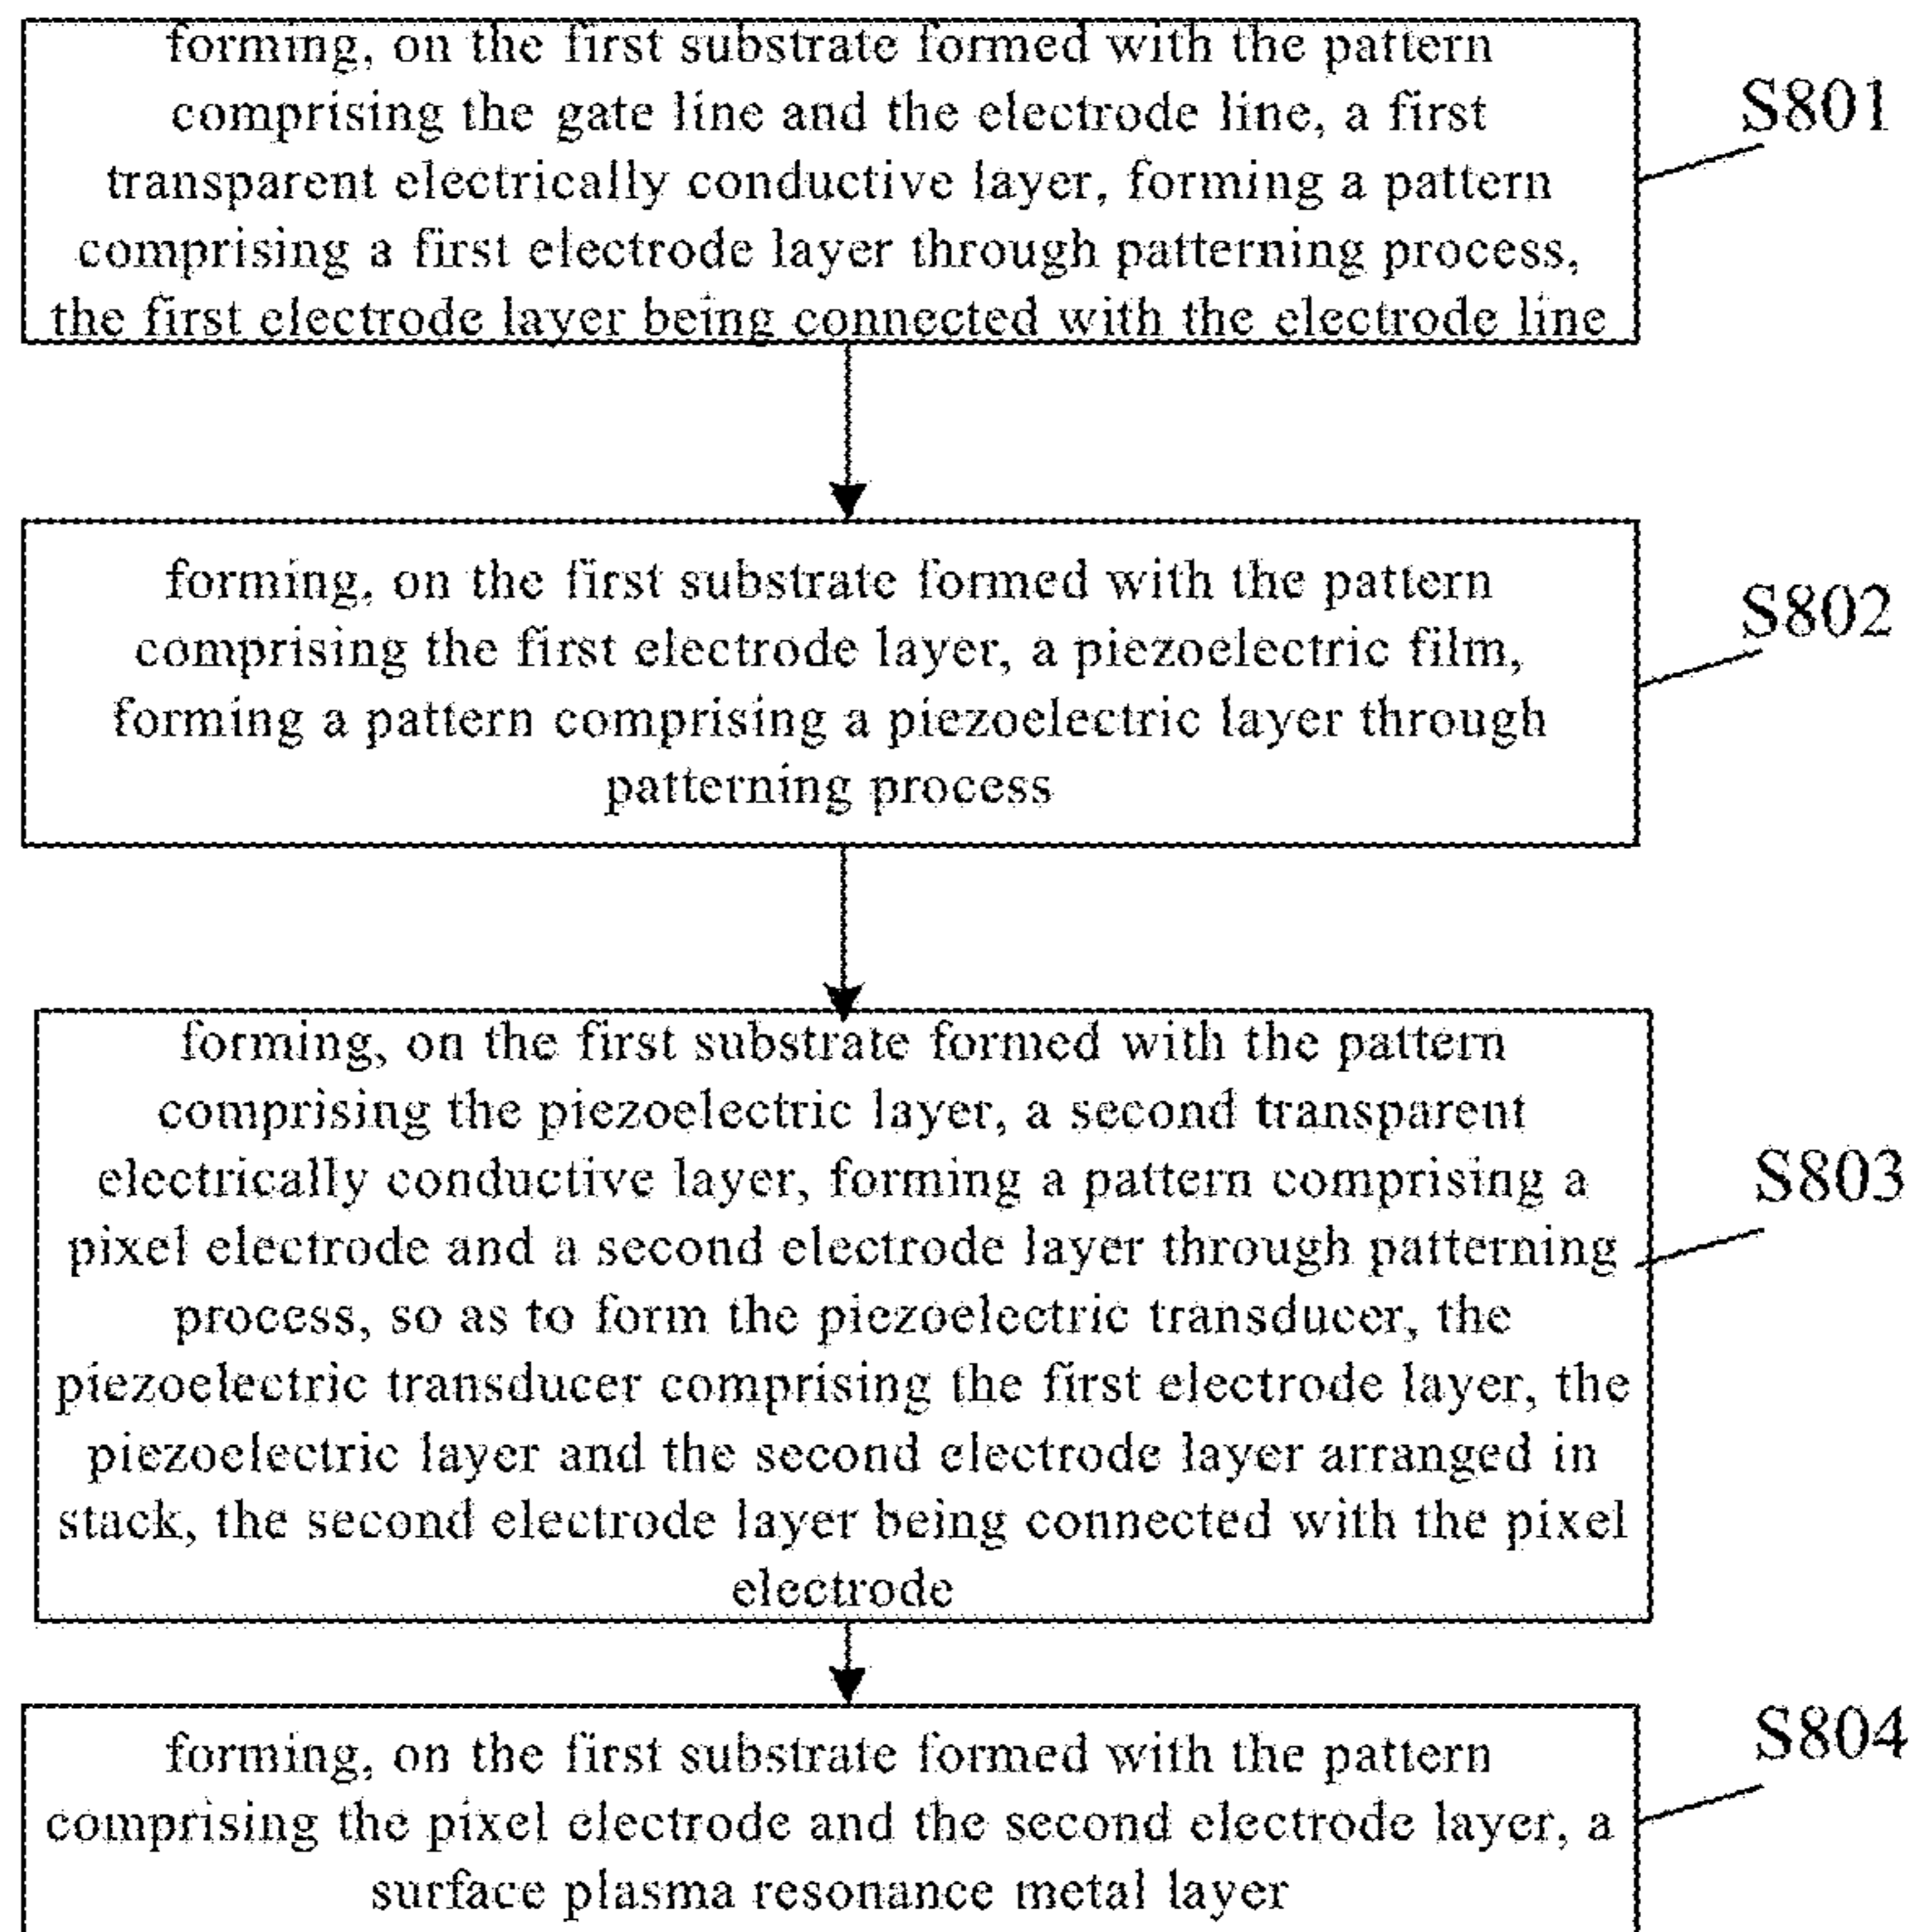 forming, on the first substrate formed with the pattern
comprising the gate line and the electrode line, a first
transparent electrically conductive layer, forming a pattern
comprising a first electrode layer through patterning process,
the first electrode layer being connected with the electrode line
S801
forming, on the first substrate formed with the pattern
comprising the first electrode layer, a piezoelectric film,
forming a pattern comprising a piezoelectric layer through
patterning process
S802
forming, on the first substrate formed with the pattern
comprising the piezoelectric layer, a second transparent
electrically conductive layer, forming a pattern comprising a
pixel electrode and a second electrode layer through patterning
process, so as to form the piezoelectric transducer, the
piezoelectric transducer comprising the first electrode layer, the
piezoelectric layer and the second electrode layer arranged in
stack, the second electrode layer being connected with the pixel
electrode
S803
forming, on the first substrate formed with the pattern
comprising the pixel electrode and the second electrode layer, a
surface plasma resonance metal layer
S804